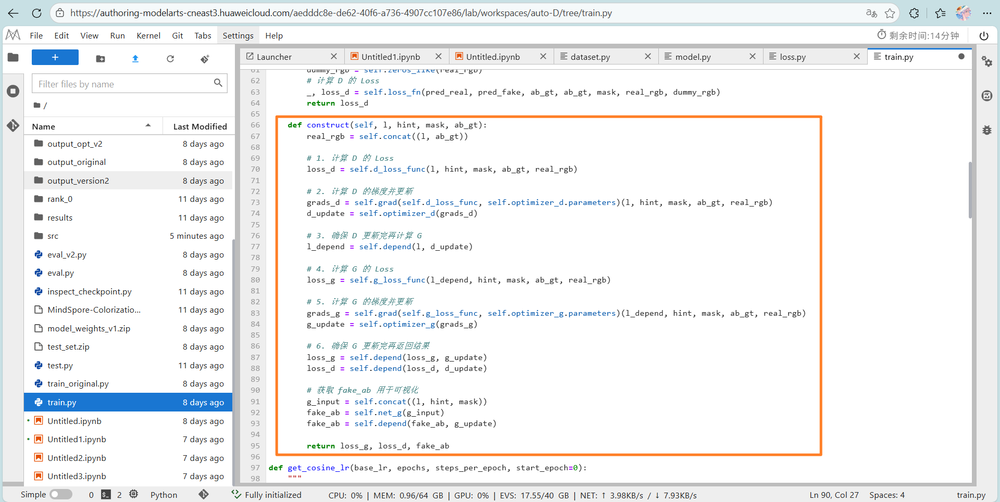 https://authoring-modelarts-cneast3.huaweicloud.com/aedddc8e-de62-40f6-a736-4907cc107e86/lab/workspaces/auto-D/tree/train.py
File Edit View Run Kernel Git Tabs Settings Help
剩余时间:14分钟
Launcher
Untitled1.ipynb
Untitled.ipynb
dataset.py
model.py
loss.py
train.py
Filter files by name
/
Name Last Modified
output_opt_v2 8 days ago
output_original 8 days ago
output_version2 8 days ago
rank_0 11 days ago
results 11 days ago
src 5 minutes ago
eval_v2.py 8 days ago
eval.py 8 days ago
inspect_checkpoint.py 11 days ago
MindSpore-Colorizatio... 11 days ago
model_weights_v1.zip 8 days ago
test_set.zip 8 days ago
test.py 11 days ago
train_original.py 8 days ago
train.py 8 days ago
Untitled.ipynb 8 days ago
Untitled1.ipynb 7 days ago
Untitled2.ipynb 7 days ago
Untitled3.ipynb 7 days ago
61 dummy_rgb = self.zeros_like(real_rgb)
62 # 计算 D 的 Loss
63 _, loss_d = self.loss_fn(pred_real, pred_fake, ab_gt, ab_gt, mask, real_rgb, dummy_rgb)
64 return loss_d
65
66 def construct(self, l, hint, mask, ab_gt):
67 real_rgb = self.concat((l, ab_gt))
68
69 # 1. 计算 D 的 Loss
70 loss_d = self.d_loss_func(l, hint, mask, ab_gt, real_rgb)
71
72 # 2. 计算 D 的梯度并更新
73 grads_d = self.grad(self.d_loss_func, self.optimizer_d.parameters)(l, hint, mask, ab_gt, real_rgb)
74 d_update = self.optimizer_d(grads_d)
75
76 # 3. 确保 D 更新完再计算 G
77 l_depend = self.depend(l, d_update)
78
79 # 4. 计算 G 的 Loss
80 loss_g = self.g_loss_func(l_depend, hint, mask, ab_gt, real_rgb)
81
82 # 5. 计算 G 的梯度并更新
83 grads_g = self.grad(self.g_loss_func, self.optimizer_g.parameters)(l_depend, hint, mask, ab_gt, real_rgb)
84 g_update = self.optimizer_g(grads_g)
85
86 # 6. 确保 G 更新完再返回结果
87 loss_g = self.depend(loss_g, g_update)
88 loss_d = self.depend(loss_d, d_update)
89
90 # 获取 fake_ab 用于可视化
91 g_input = self.concat((l, hint, mask))
92 fake_ab = self.net_g(g_input)
93 fake_ab = self.depend(fake_ab, g_update)
94
95 return loss_g, loss_d, fake_ab
96
97 def get_cosine_lr(base_lr, epochs, steps_per_epoch, start_epoch=0):
98 """
Simple 0 2 Python Fully initialized CPU: 0% | MEM: 0.96/64 GB | GPU: 0% | EVS: 17.55/40 GB | NET: ↑ 3.98KB/s / ↓ 7.93KB/s Ln 90, Col 27 Spaces: 4 train.py